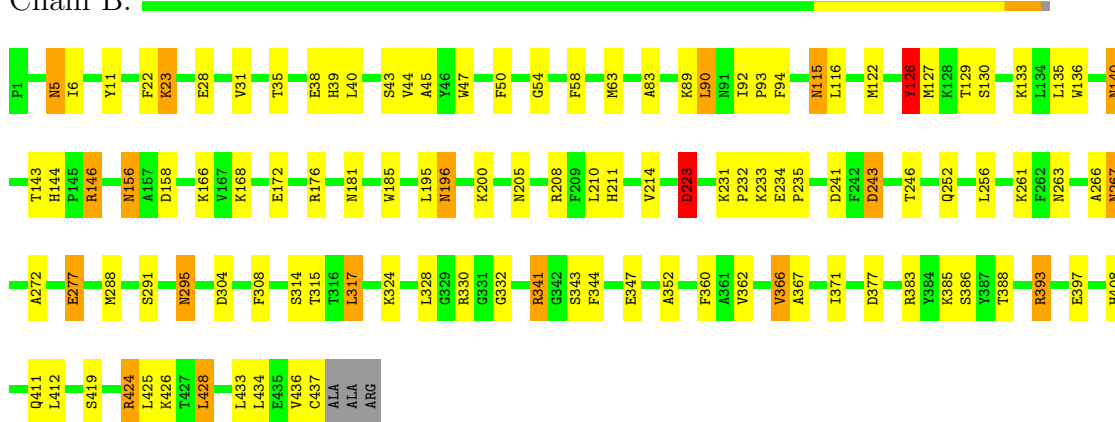 Chain B:
P1 N5 I6 Y11 F22 K23 E28 V31 T35 E38 H39 L40 S43 V44 A45 Y46 W47 F50 G54 F58 M63 A83 K89 L90 N91 I92 P93 F94 N115 L116 M122 Y126 M127 K128 T129 S130 K133 L134 L135 W136 N140
T143 H144 P145 R146 N156 A157 D158 K166 V167 K168 E172 R176 N181 W185 L195 N196 K200 N205 R208 F209 L210 H211 V214 D223 K231 P232 K233 E234 P235 D241 F242 D243 T246 Q252 L256 K261 F262 N263 A266 N267
A272 E277 M288 S291 N295 D304 F308 S314 T315 T316 L317 K324 L328 G329 R330 G331 G332 R341 G342 S343 F344 E347 A352 F360 A361 V362 V366 A367 I371 D377 R383 Y384 K385 S386 Y387 T388 R393 E397 H408
Q411 L412 S419 R424 L425 K426 T427 L428 L433 L434 E435 V436 C437 ALA ALA ARG